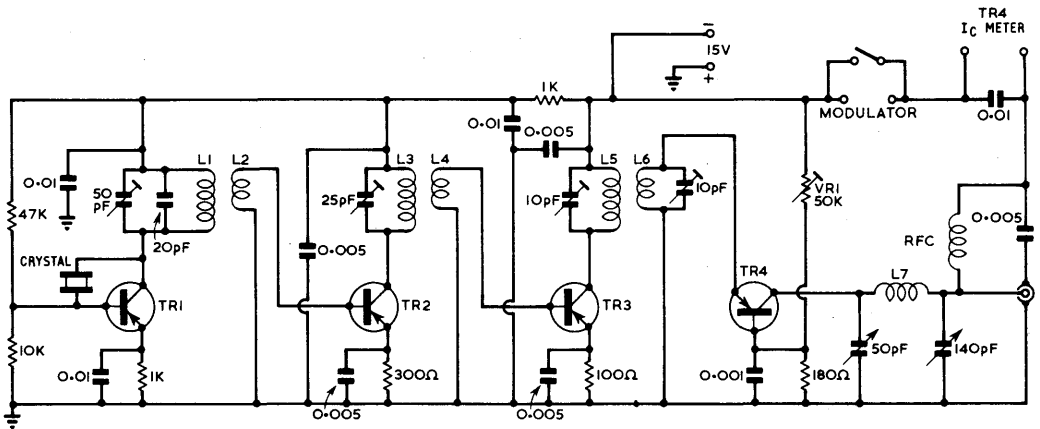 TR4
IC METER
−
15V
+
1K
0.01
0.005
MODULATOR
0.01
L1
L2
L3
L4
L5
L6
0.01
50
pF
25pF
10pF
10pF
VR1
50K
47K
20pF
0.005
RFC
0.005
CRYSTAL
TR4
L7
TR1
TR2
TR3
10K
0.01
1K
300Ω
100Ω
0.001
180Ω
50pF
140pF
0.005
0.005